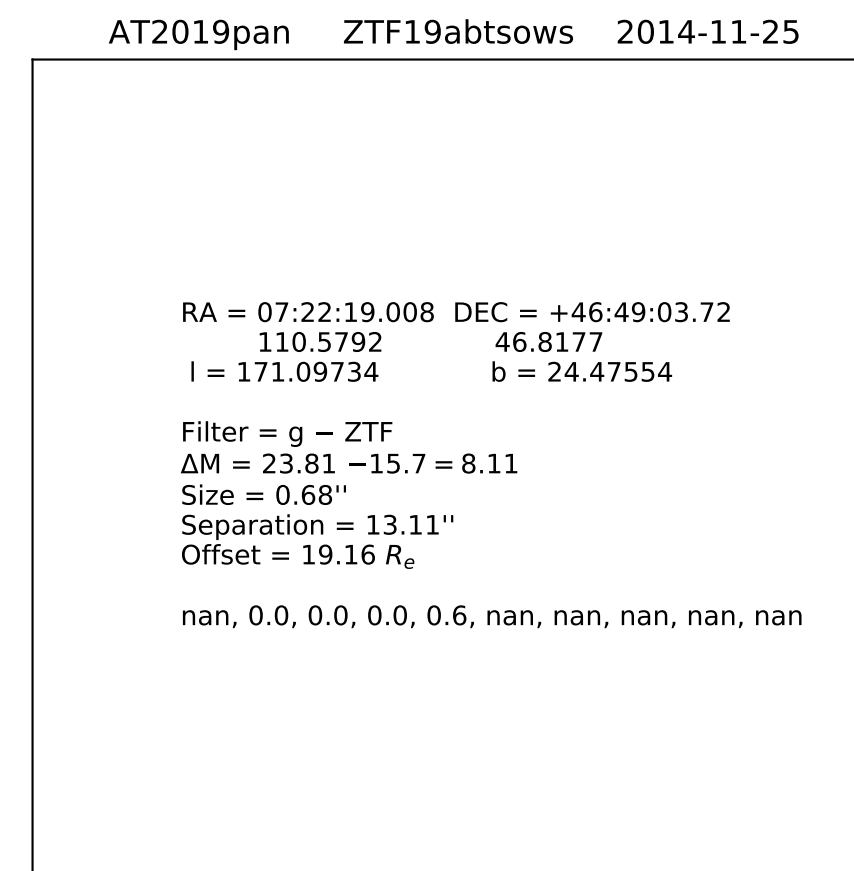 AT2019pan ZTF19abtsows 2014-11-25
RA = 07:22:19.008 DEC = +46:49:03.72
110.5792 46.8177
l = 171.09734 b = 24.47554
Filter = g − ZTF
ΔM = 23.81 −15.7 = 8.11
Size = 0.68''
Separation = 13.11''
Offset = 19.16 Re
nan, 0.0, 0.0, 0.0, 0.6, nan, nan, nan, nan, nan